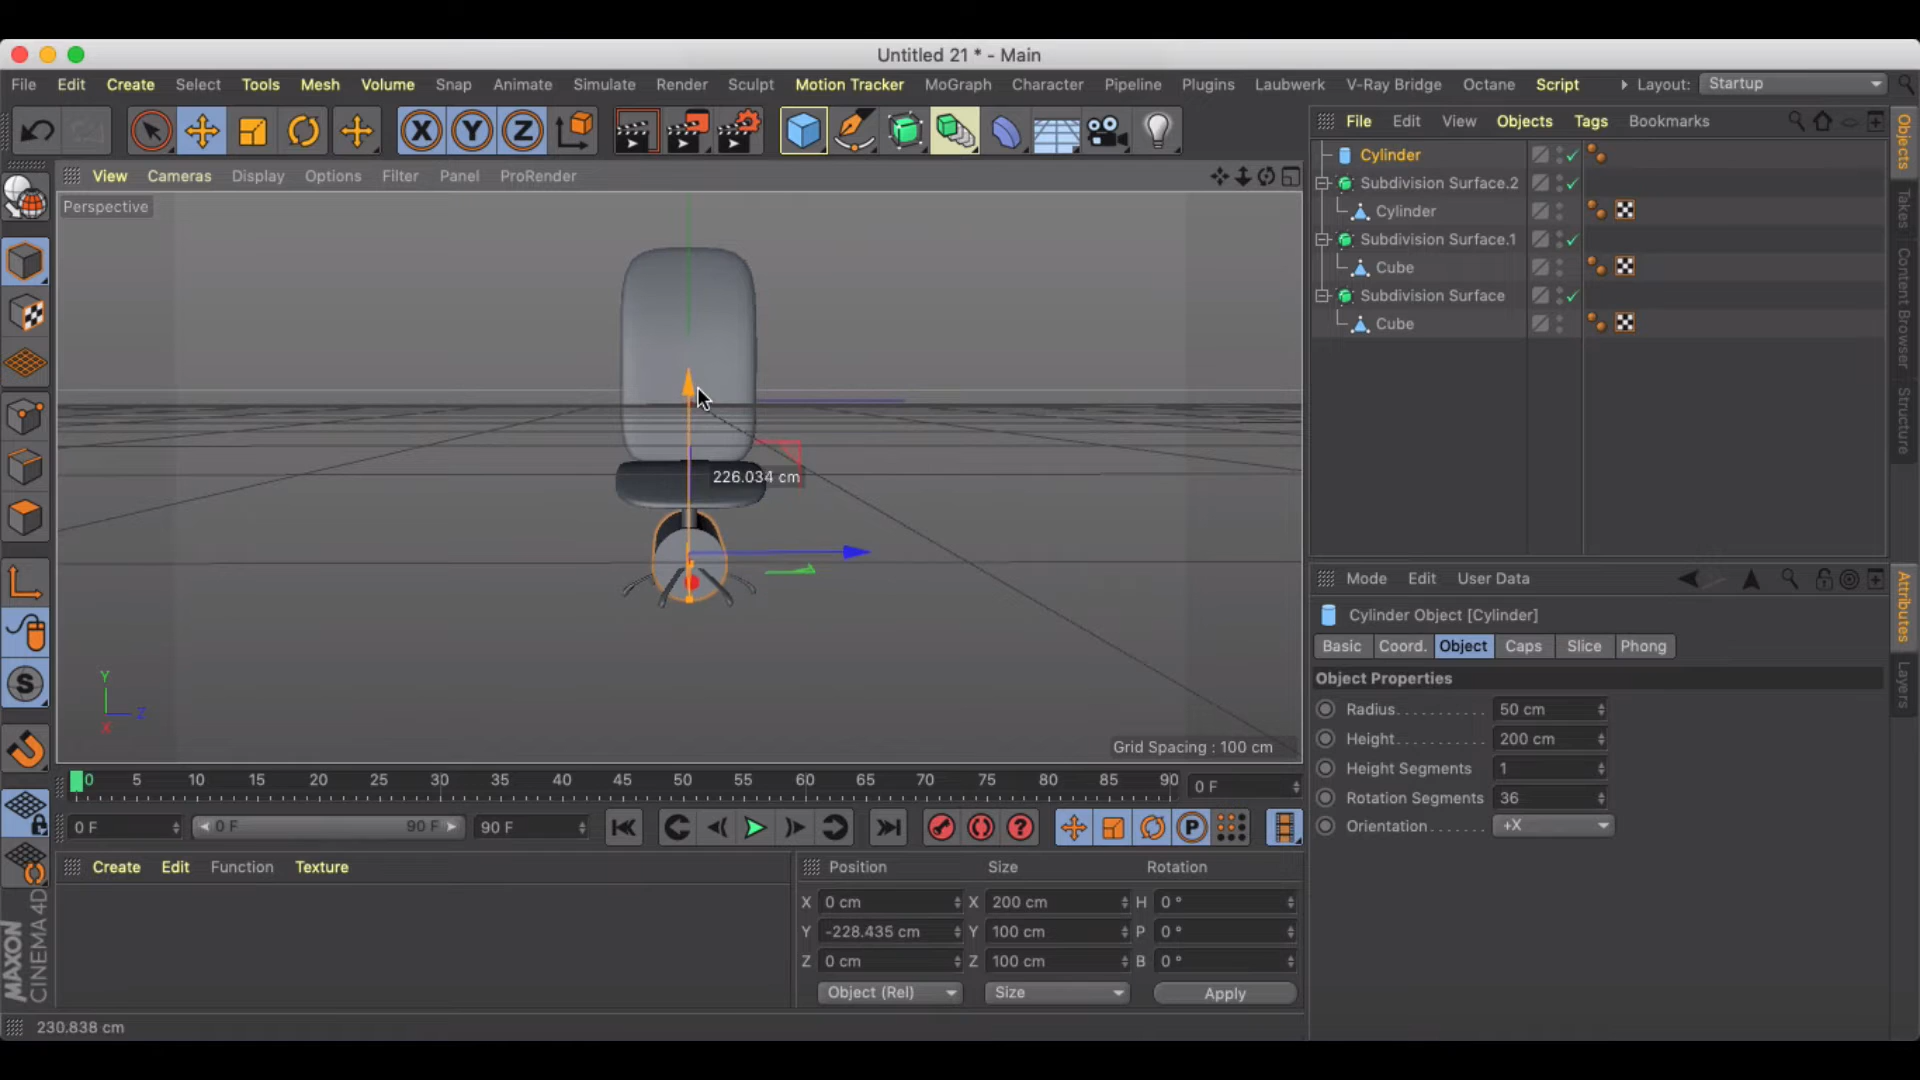 Untitled 21 * - Main
File Edit Create Select Tools Mesh Volume Snap Animate Simulate Render Sculpt Motion Tracker MoGraph Character Pipeline Plugins Laubwerk V-Ray Bridge Octane Script Layout: Startup
X Y Z
File Edit View Objects Tags Bookmarks
View Cameras Display Options Filter Panel ProRender
Perspective
Cylinder
Subdivision Surface.2
Cylinder
Subdivision Surface.1
Cube
Subdivision Surface
Cube
Objects
Takes
Content Browser
Structure
226.034 cm
Y
Z
X
S
Grid Spacing : 100 cm
Mode Edit User Data
Cylinder Object [Cylinder]
Basic Coord. Object Caps Slice Phong
Object Properties
Radius 50 cm
Height 200 cm
Height Segments 1
Rotation Segments 36
Orientation +X
Attributes
Layers
0 5 10 15 20 25 30 35 40 45 50 55 60 65 70 75 80 85 90 0 F
0 F 0 F 90 F 90 F P
Create Edit Function Texture
Position Size Rotation
X 0 cm X 200 cm H 0 °
Y -228.435 cm Y 100 cm P 0 °
Z 0 cm Z 100 cm B 0 °
Object (Rel) Size Apply
MAXON
CINEMA 4D
230.838 cm